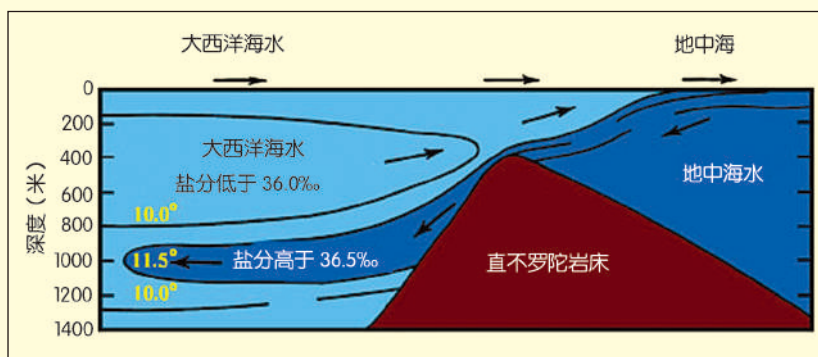 大西洋海水
地中海
0
200
400
600
800
1000
1200
1400
深度（米）
大西洋海水
盐分低于 36.0‰
10.0°
11.5°
盐分高于 36.5‰
10.0°
地中海水
直不罗陀岩床